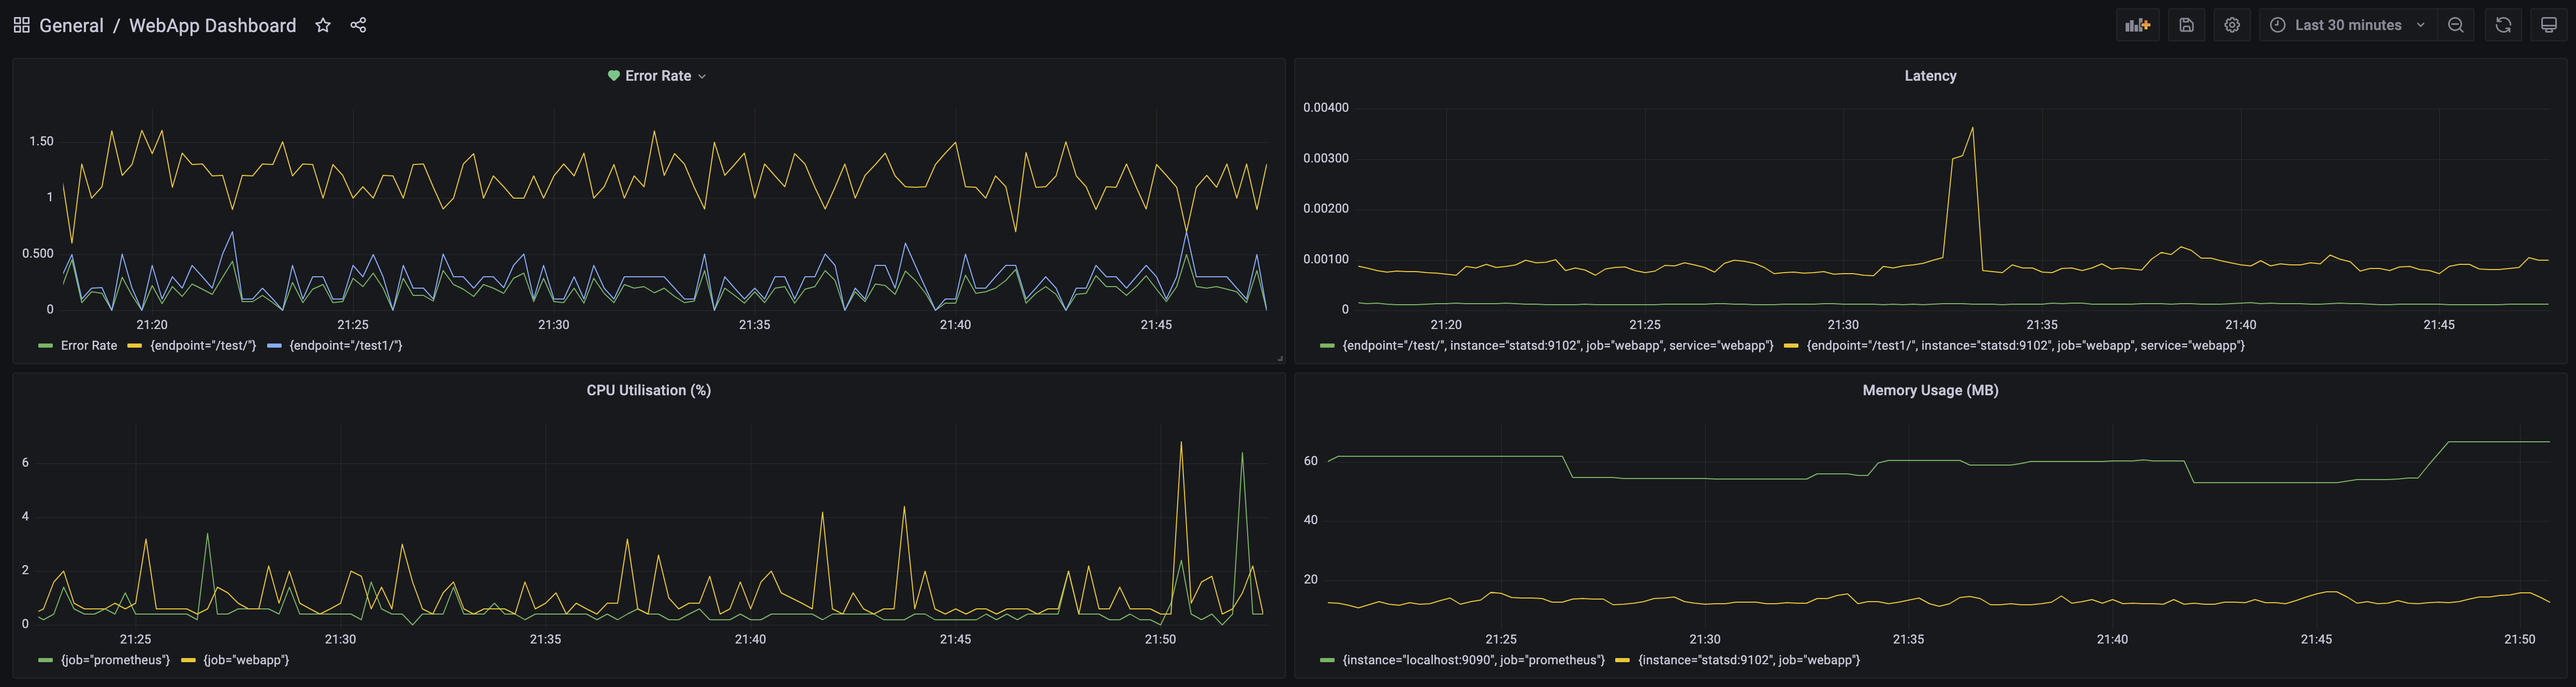 General / WebApp Dashboard
Last 30 minutes
Error Rate
1.50
1
0.500
0
21:20 21:25 21:30 21:35 21:40 21:45
Error Rate {endpoint="/test/"} {endpoint="/test1/"}
Latency
0.00400
0.00300
0.00200
0.00100
0
21:20 21:25 21:30 21:35 21:40 21:45
{endpoint="/test/", instance="statsd:9102", job="webapp", service="webapp"} {endpoint="/test1/", instance="statsd:9102", job="webapp", service="webapp"}
CPU Utilisation (%)
6
4
2
0
21:25 21:30 21:35 21:40 21:45 21:50
{job="prometheus"} {job="webapp"}
Memory Usage (MB)
60
40
20
21:25 21:30 21:35 21:40 21:45 21:50
{instance="localhost:9090", job="prometheus"} {instance="statsd:9102", job="webapp"}